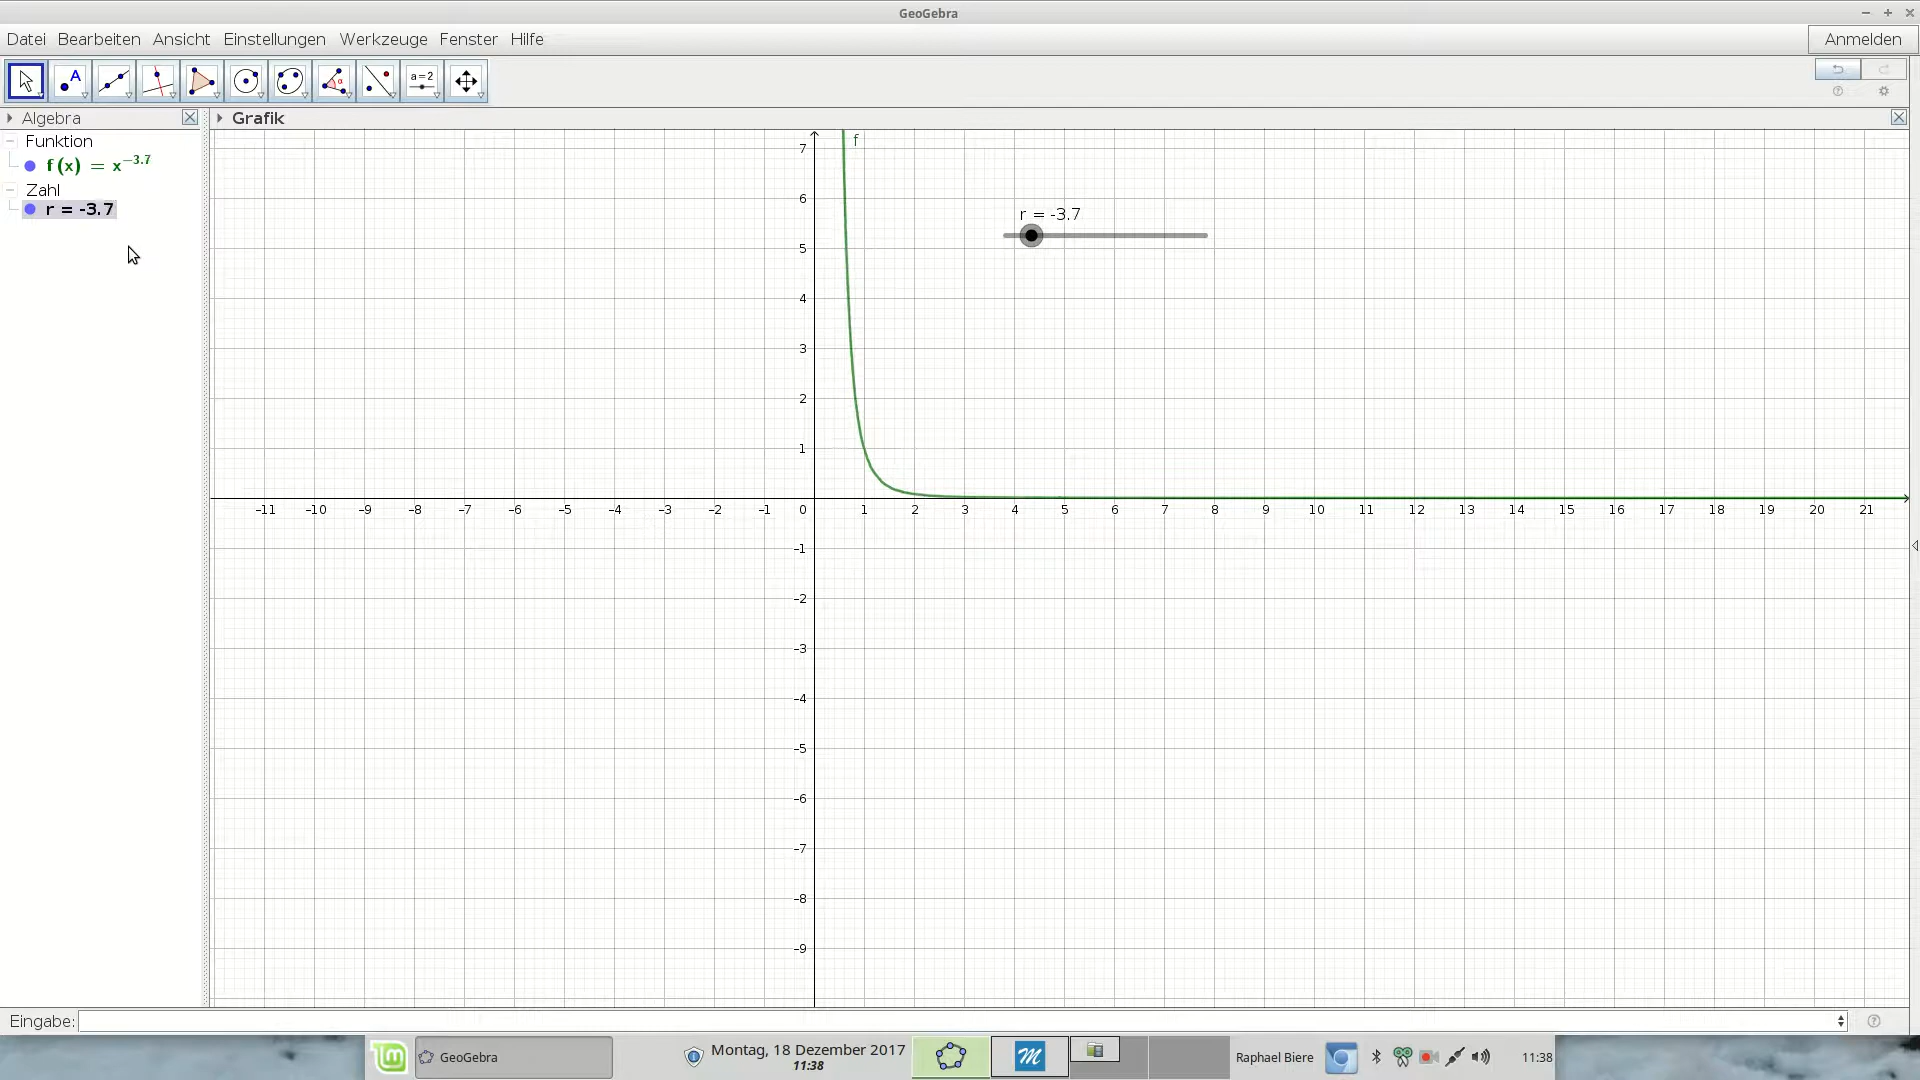 GeoGebra
Datei Bearbeiten Ansicht Einstellungen Werkzeuge Fenster Hilfe Anmelden
A α a=2
Algebra
Grafik
Funktion
f(x) = x^-3.7
Zahl
r = -3.7
f
r = -3.7
7
6
5
4
3
2
1
-11 -10 -9 -8 -7 -6 -5 -4 -3 -2 -1 0 1 2 3 4 5 6 7 8 9 10 11 12 13 14 15 16 17 18 19 20 21
-1
-2
-3
-4
-5
-6
-7
-8
-9
Eingabe:
GeoGebra
Montag, 18 Dezember 2017
11:38
Raphael Biere
11:38